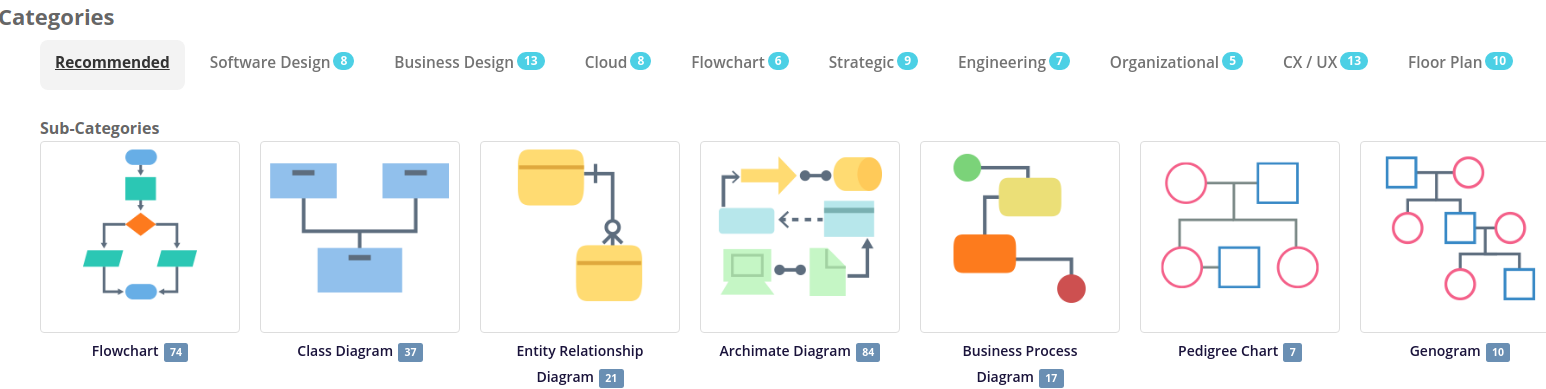 Categories
Recommended Software Design 8 Business Design 13 Cloud 8 Flowchart 6 Strategic 9 Engineering 7 Organizational 5 CX / UX 13 Floor Plan 10
Sub-Categories
Flowchart 74
Class Diagram 37
Entity Relationship
Diagram 21
Archimate Diagram 84
Business Process
Diagram 17
Pedigree Chart 7
Genogram 10